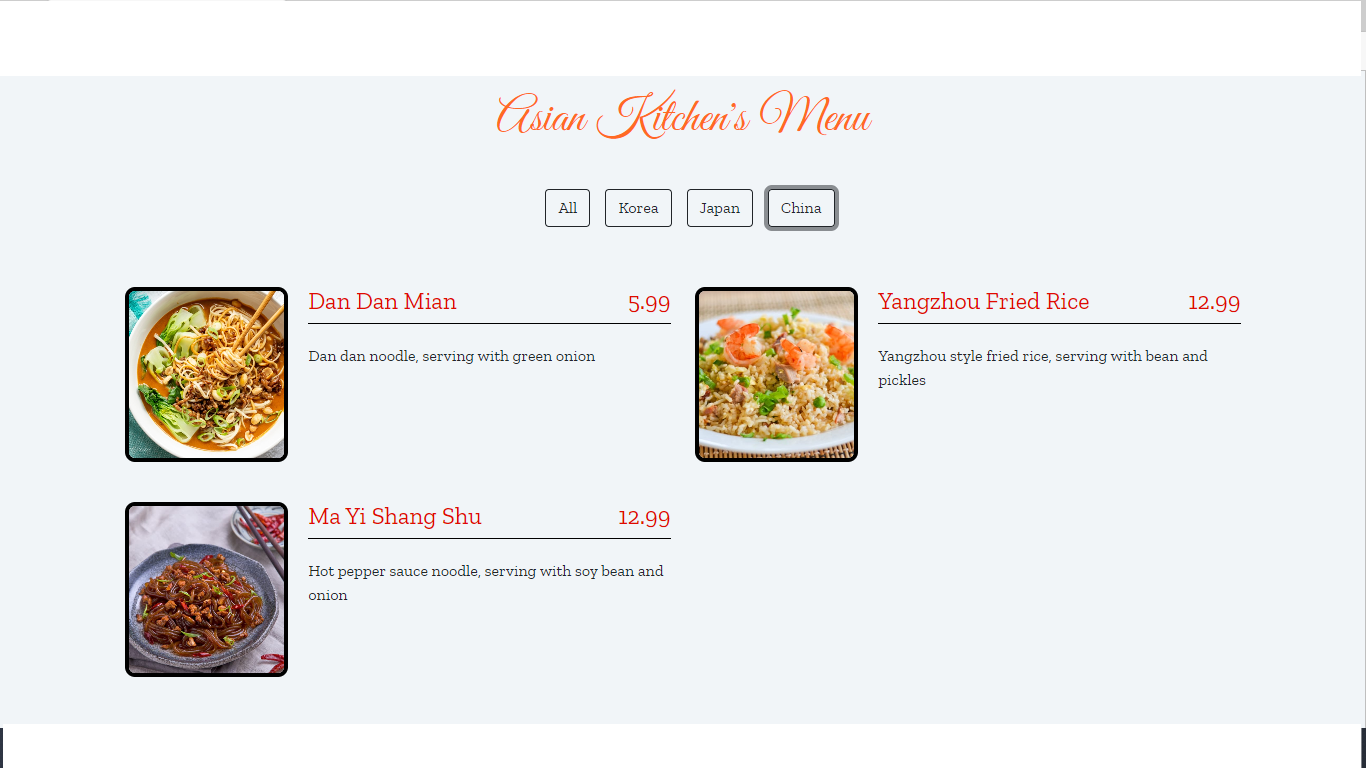 Asian Kitchen's Menu
All Korea Japan China
Dan Dan Mian 5.99
Dan dan noodle, serving with green onion
Yangzhou Fried Rice 12.99
Yangzhou style fried rice, serving with bean and
pickles
Ma Yi Shang Shu 12.99
Hot pepper sauce noodle, serving with soy bean and
onion